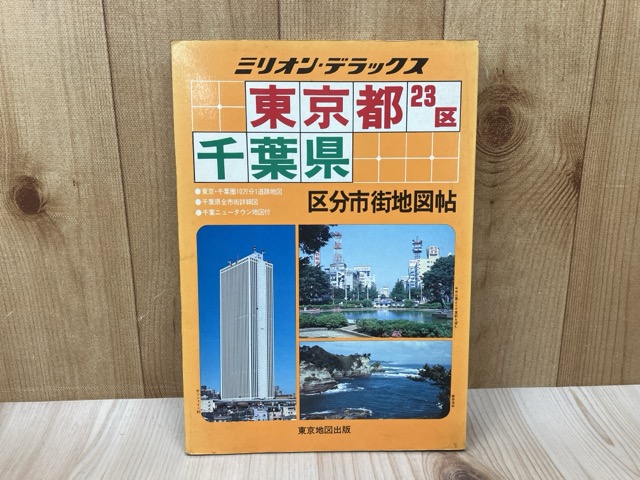 ミリオン・デラックス
東京都23区
千葉県
●東京・千葉圏10万分1道路地図
●千葉県全市街詳細図
●千葉ニュータウン地図付
区分市街地図帖
東京地図出版